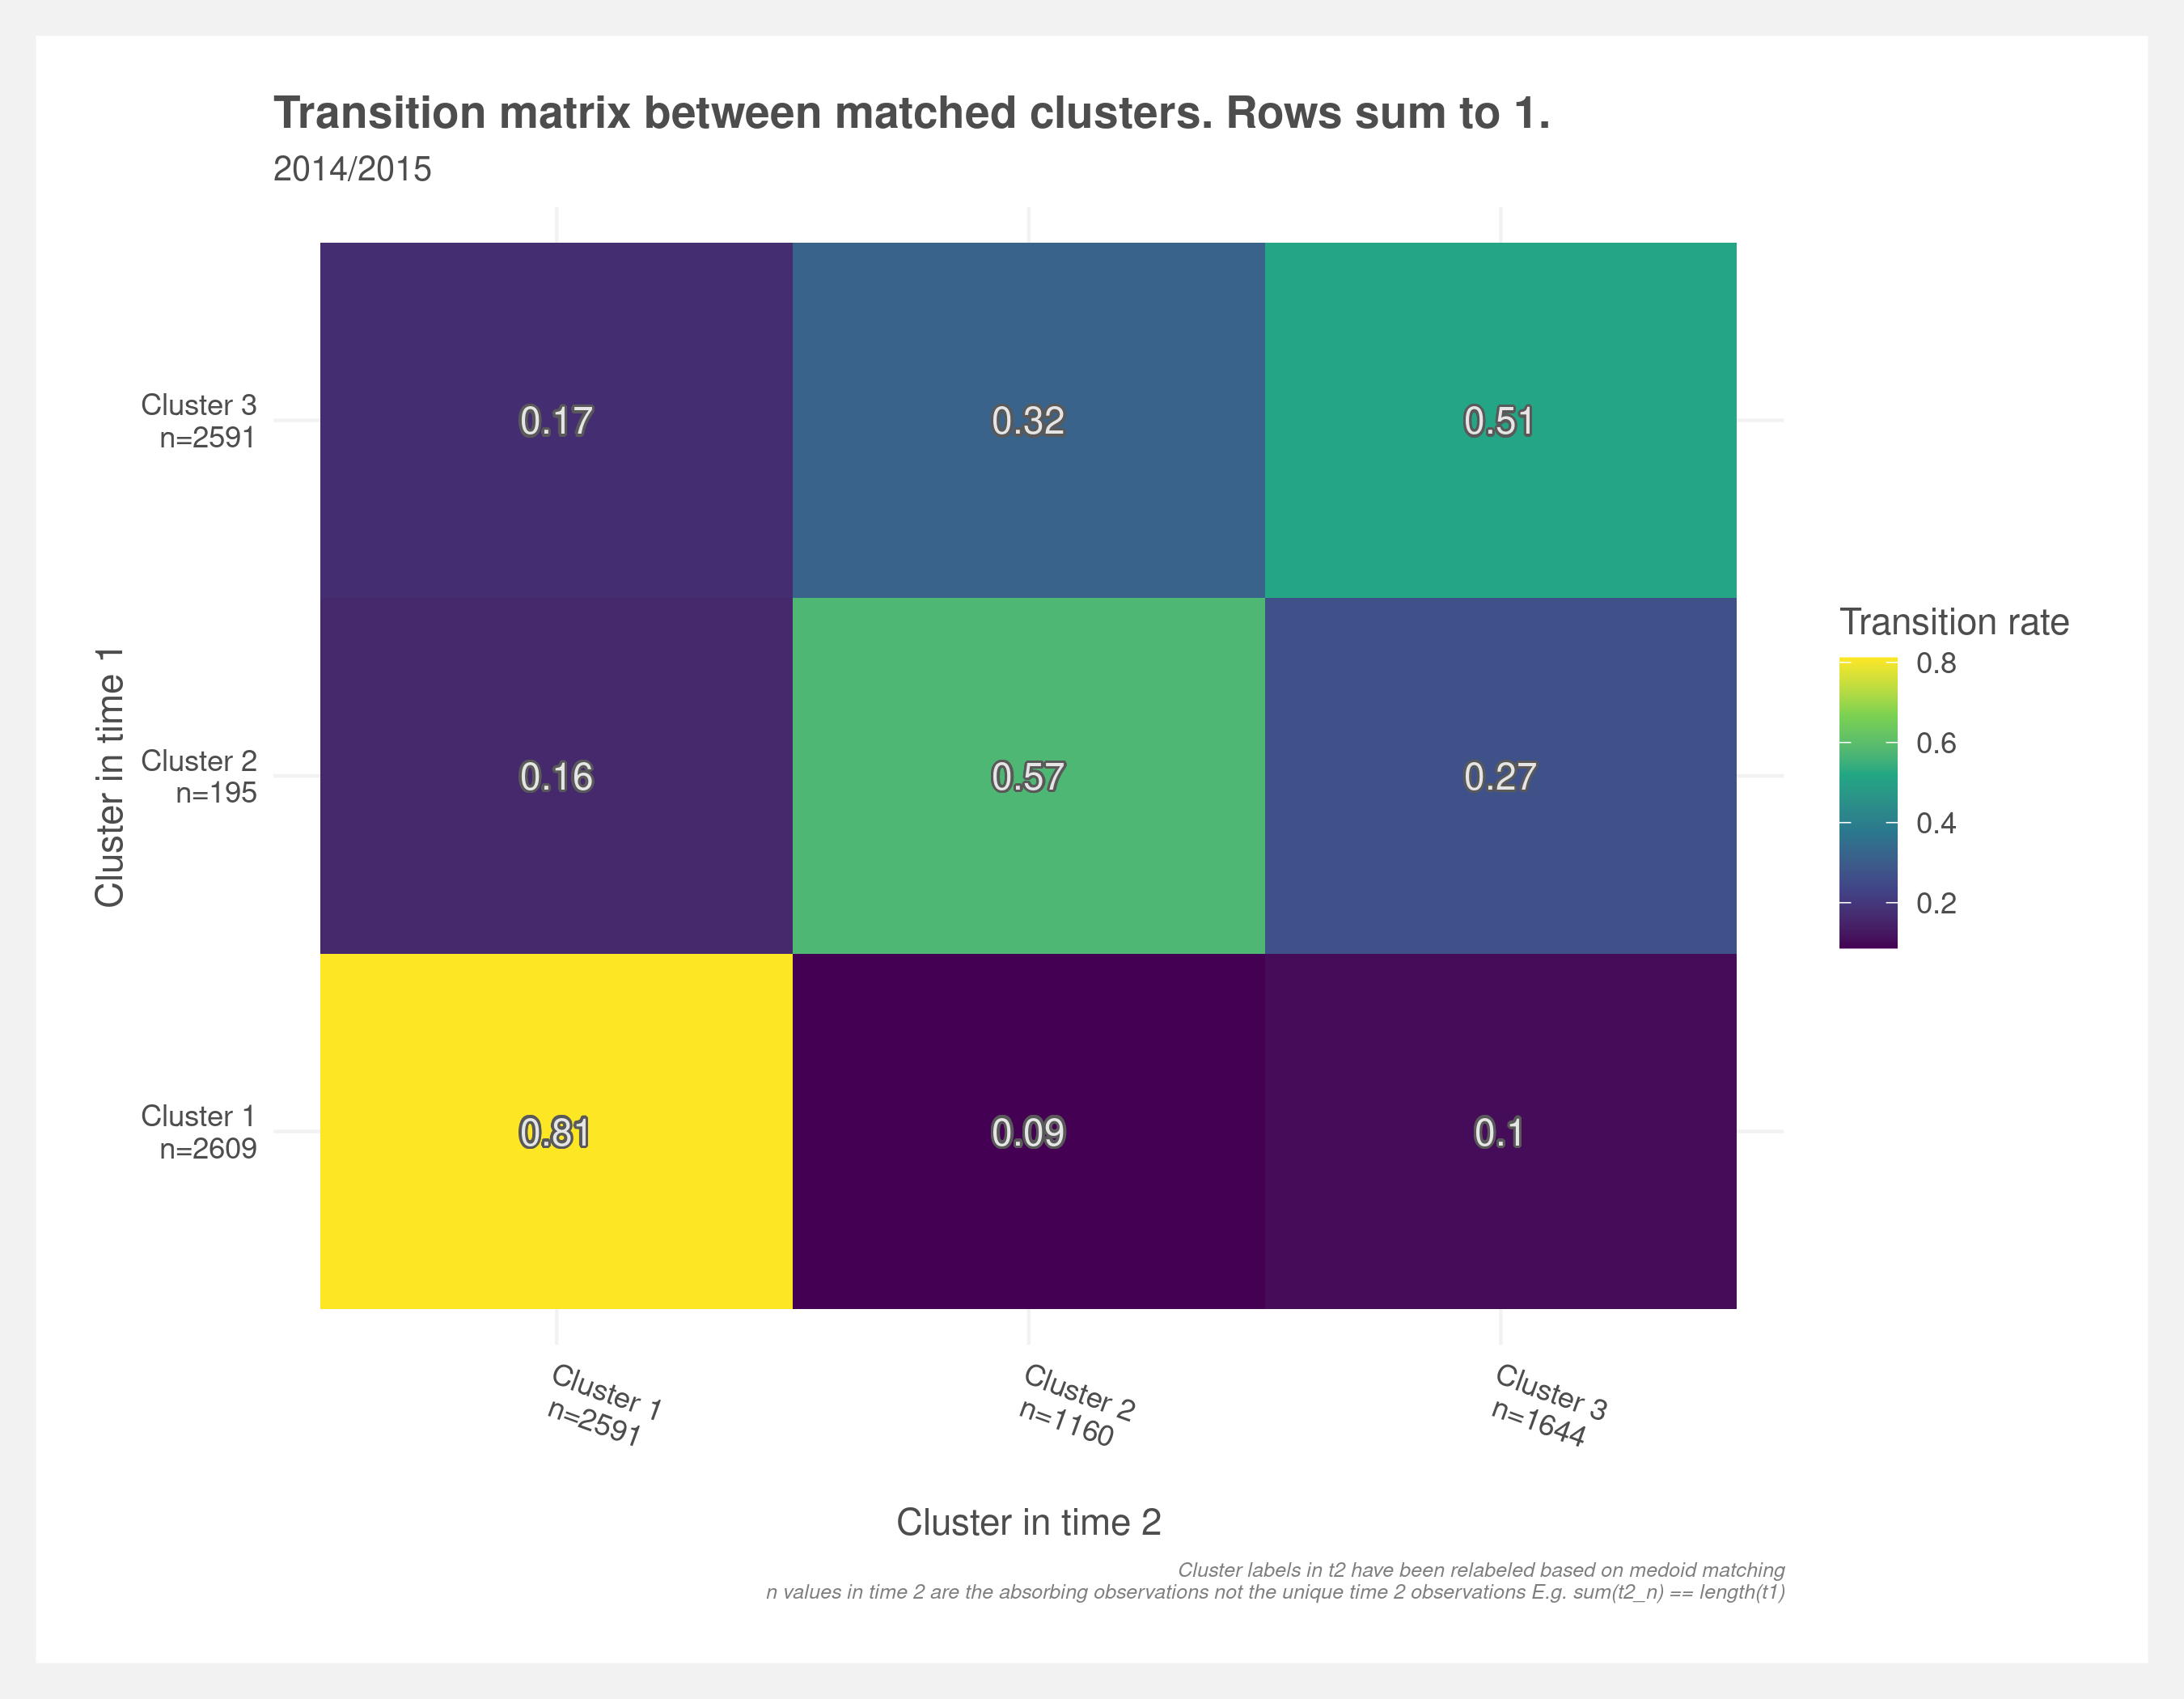 Transition matrix between matched clusters. Rows sum to 1.
2014/2015
Cluster in time 1
Cluster 3
n=2591
0.17
0.32
0.51
Cluster 2
n=195
0.16
0.57
0.27
Cluster 1
n=2609
0.81
0.09
0.1
Cluster 1
n=2591
Cluster 2
n=1160
Cluster 3
n=1644
Cluster in time 2
Transition rate
0.8
0.6
0.4
0.2
Cluster labels in t2 have been relabeled based on medoid matching
n values in time 2 are the absorbing observations not the unique time 2 observations E.g. sum(t2_n) == length(t1)